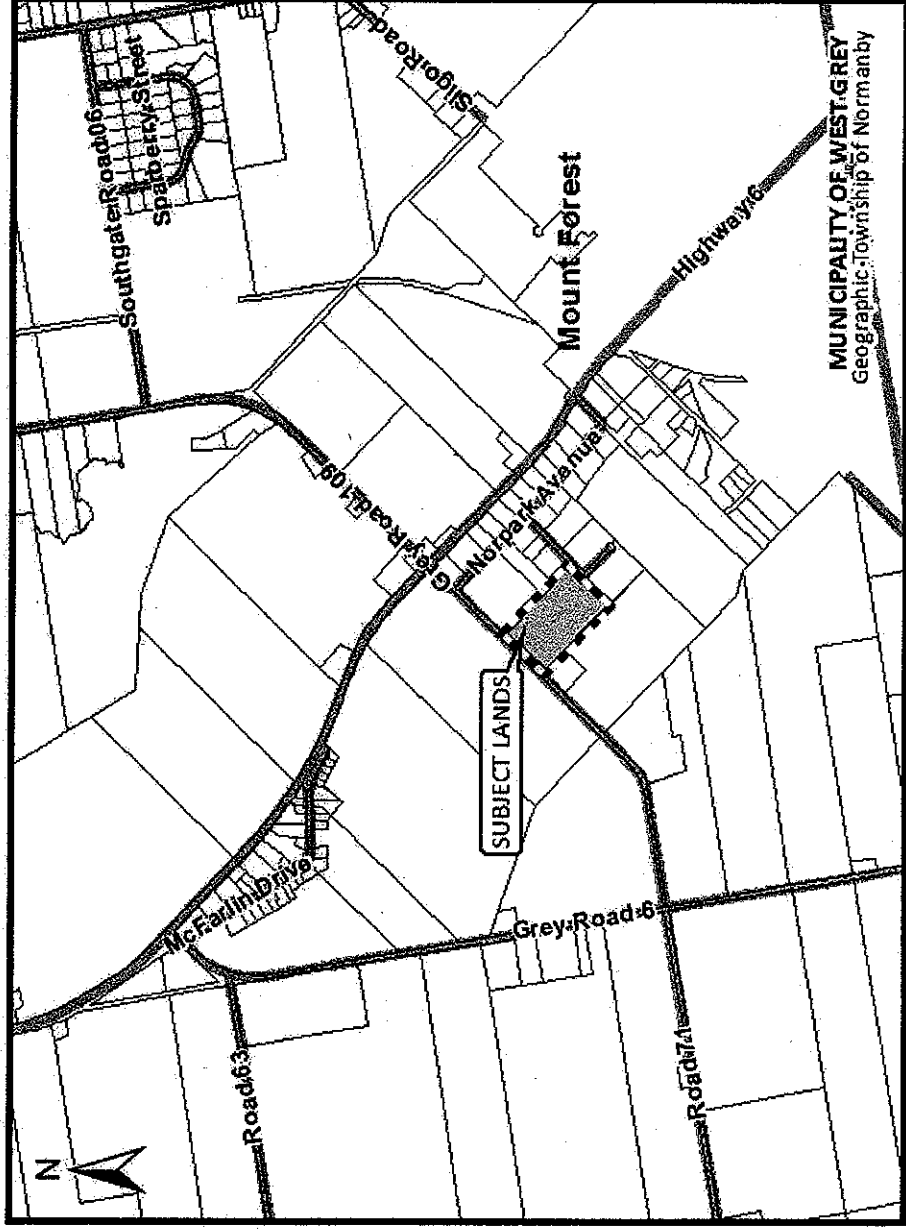 Southgate Road 06
Sparberry Street
Sligo Road
Mount Forest
Highway 6
Grey Road 109
Norpark Avenue
SUBJECT LANDS
McFarlin Drive
Grey Road 6
Road 63
Road 71
N
MUNICIPALITY OF WEST GREY
Geographic Township of Normanby